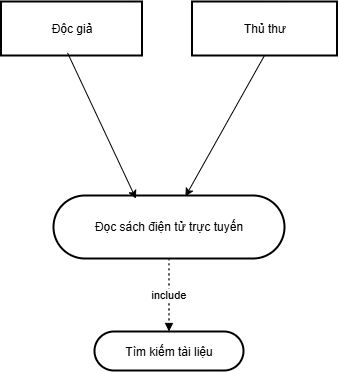 Độc giả
Thủ thư
Đọc sách điện tử trực tuyến
include
Tìm kiếm tài liệu